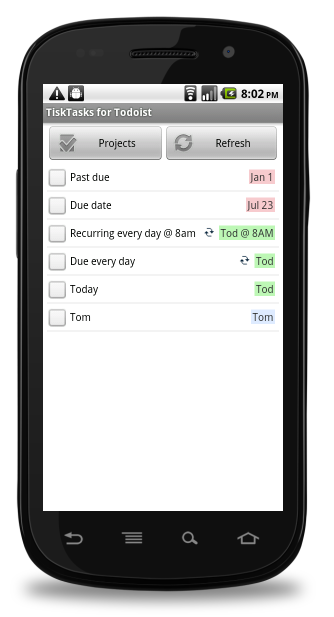 8:02 PM
TiskTasks for Todoist
Projects Refresh
Past due Jan 1
Due date Jul 23
Recurring every day @ 8am Tod @ 8AM
Due every day Tod
Today Tod
Tom Tom